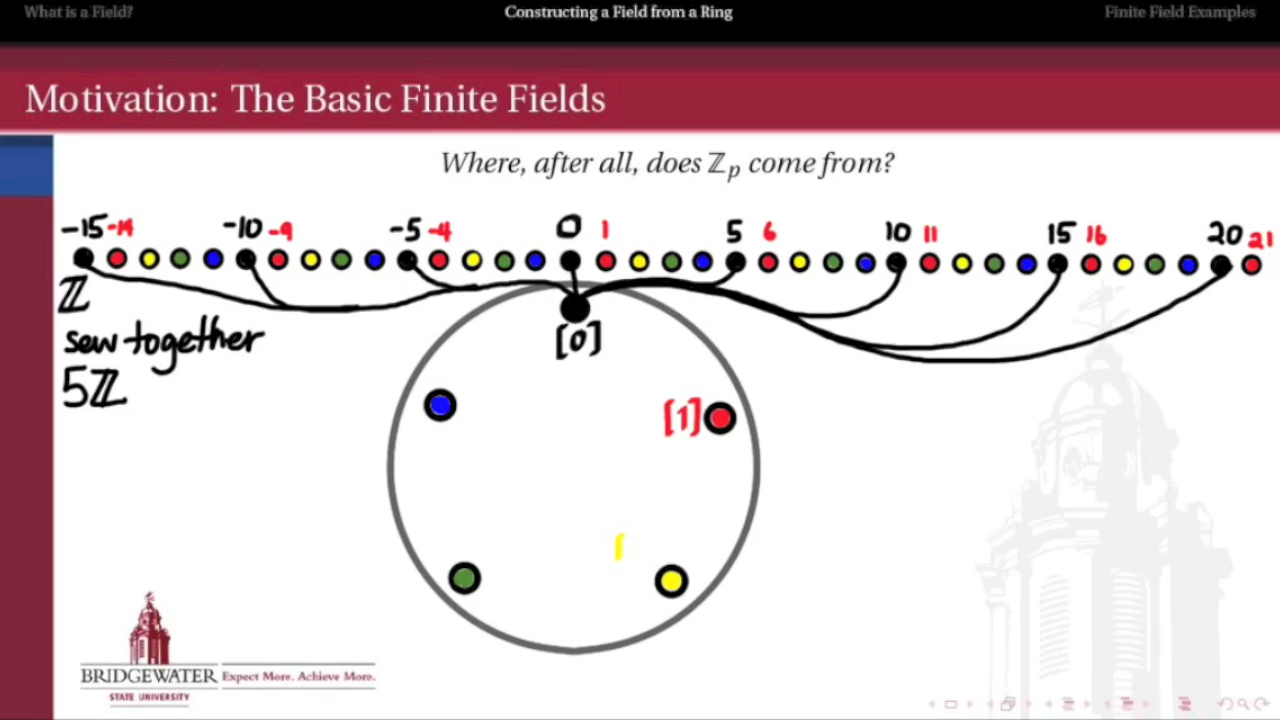 What is a Field? Constructing a Field from a Ring Finite Field Examples
Motivation: The Basic Finite Fields
Where, after all, does ℤₚ come from?
-15 -14 -10 -9 -5 -4 0 1 5 6 10 11 15 16 20 21
ℤ
sew together
5ℤ
[0]
[1]
[
BRIDGEWATER Expect More. Achieve More.
STATE UNIVERSITY